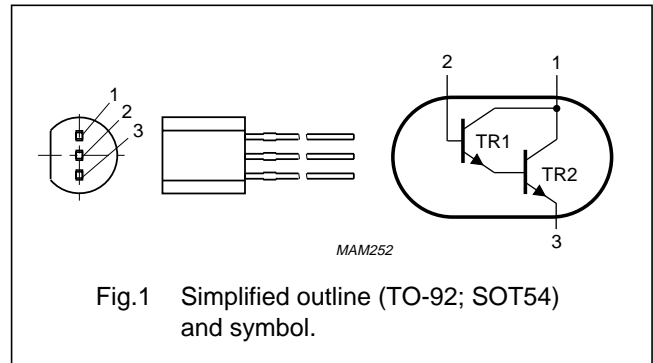 1
2
3
2
1
TR1
TR2
3
MAM252
Fig.1 Simplified outline (TO-92; SOT54)
and symbol.